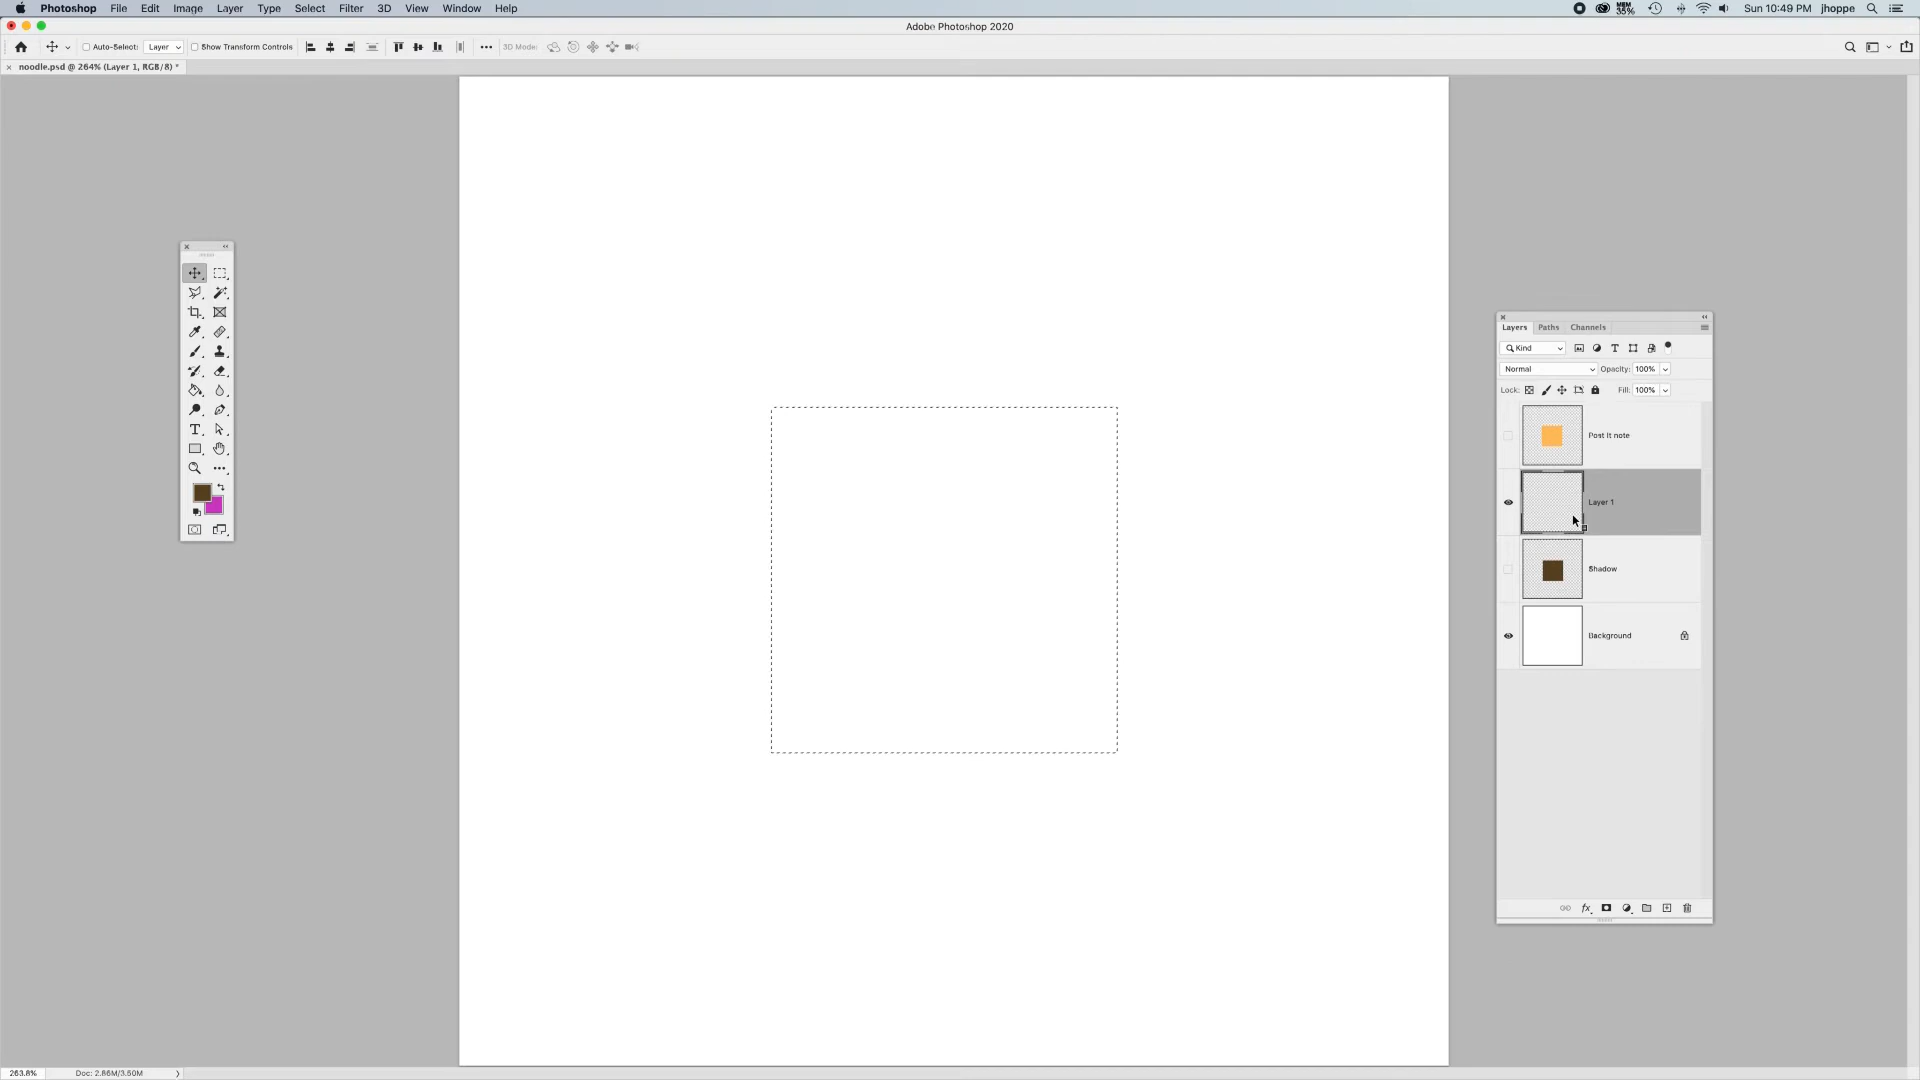 Photoshop File Edit Image Layer Type Select Filter 3D View Window Help MEM 35% Sun 10:49 PM jhoppe
Adobe Photoshop 2020
Auto-Select: Layer Show Transform Controls 3D Mode:
noodle.psd @ 264% (Layer 1, RGB/8) *
Layers Paths Channels
Kind
Normal Opacity: 100%
Lock: Fill: 100%
Post It note
Layer 1
Shadow
Background
263.8% Doc: 2.86M/3.50M